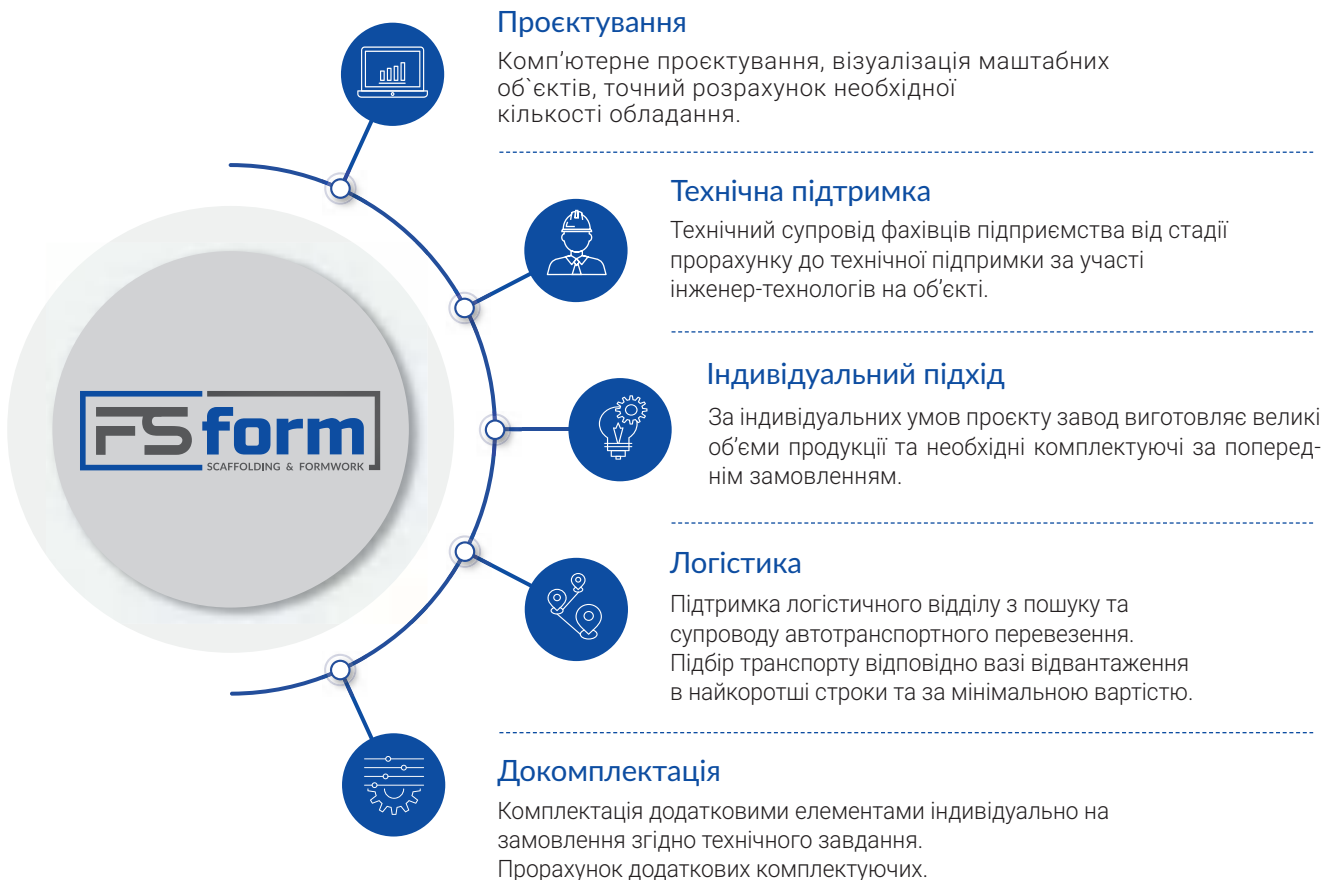 Проєктування
Комп’ютерне проєктування, візуалізація маштабних
об`єктів, точний розрахунок необхідної
кількості обладання.
Технічна підтримка
Технічний супровід фахівців підприємства від стадії
прорахунку до технічної підпримки за участі
інженер-технологів на об’єкті.
FSform
SCAFFOLDING & FORMWORK
Індивідуальний підхід
За індивідуальних умов проєкту завод виготовляє великі
об’єми продукції та необхідні комплектуючі за поперед-
нім замовленням.
Логістика
Підтримка логістичного відділу з пошуку та
супроводу автотранспортного перевезення.
Підбір транспорту відповідно вазі відвантаження
в найкоротші строки та за мінімальною вартістю.
Докомплектація
Комплектація додатковими елементами індивідуально на
замовлення згідно технічного завдання.
Прорахунок додаткових комплектуючих.